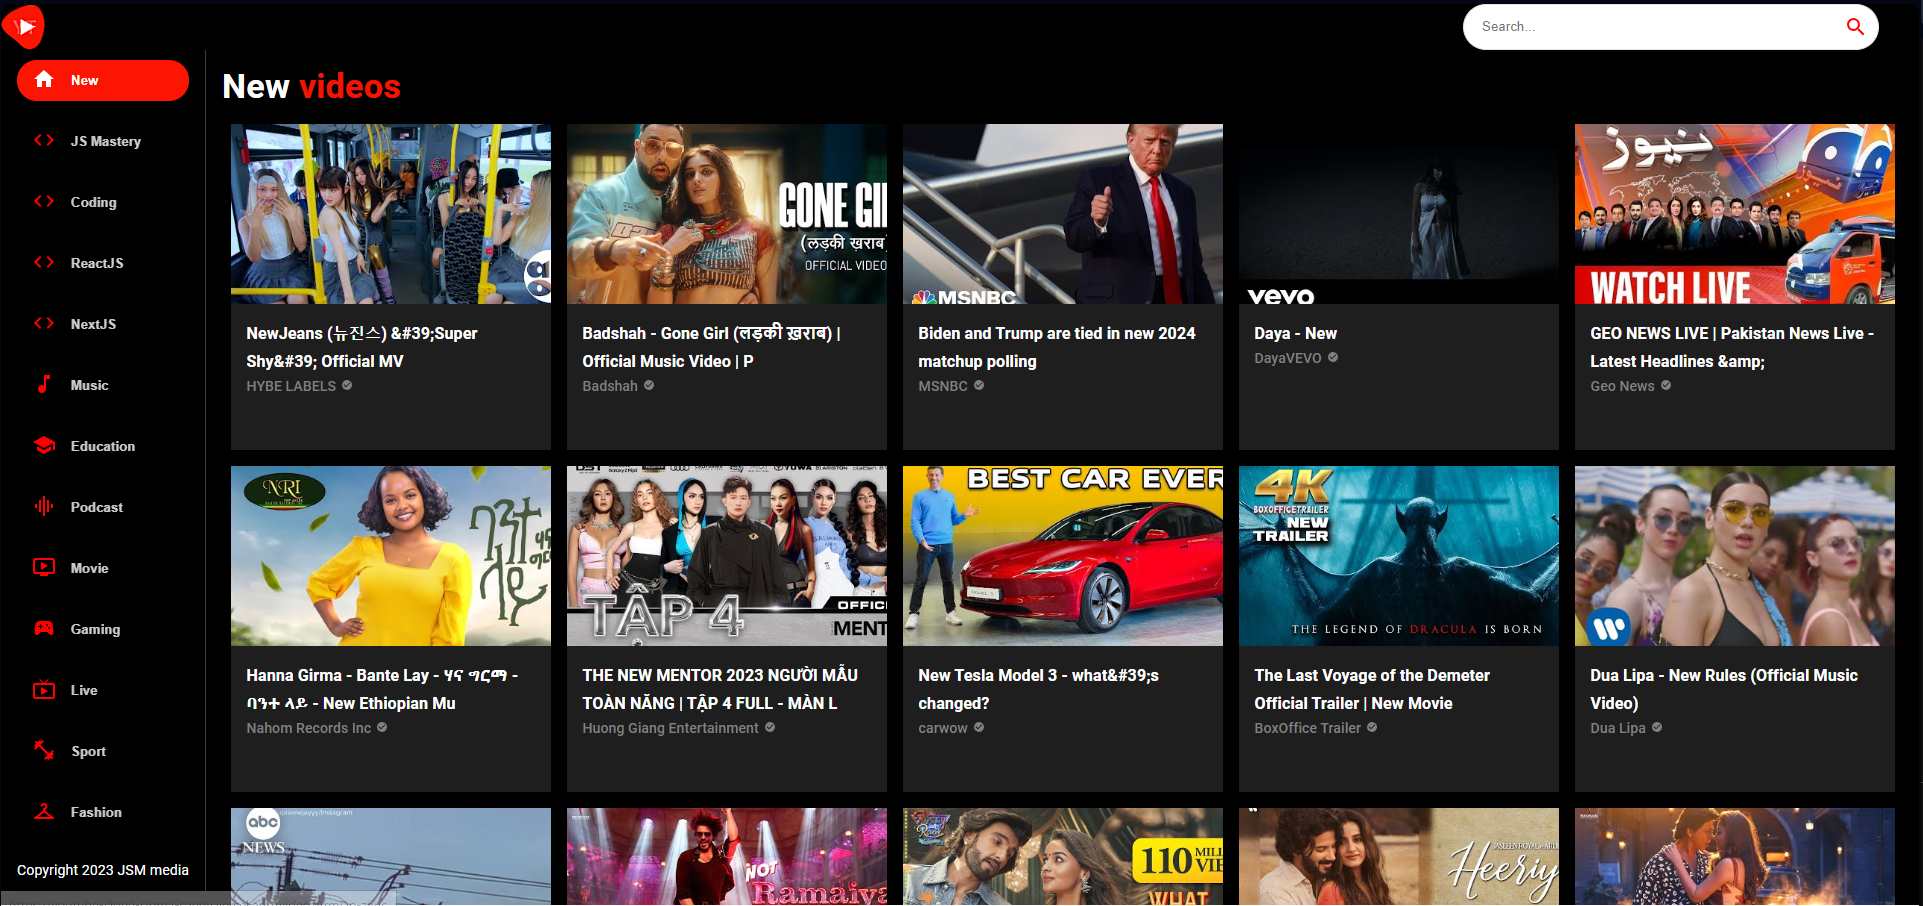 Search...
New
JS Mastery
Coding
ReactJS
NextJS
Music
Education
Podcast
Movie
Gaming
Live
Sport
Fashion
Copyright 2023 JSM media
New videos
GONE GI
(लड़की ख़राब)
OFFICIAL VIDEO
MSNBC
vevo
نیوز
WATCH LIVE
NewJeans (뉴진스) &#39;Super
Shy&#39; Official MV
HYBE LABELS
Badshah - Gone Girl (लड़की ख़राब) |
Official Music Video | P
Badshah
Biden and Trump are tied in new 2024
matchup polling
MSNBC
Daya - New
DayaVEVO
GEO NEWS LIVE | Pakistan News Live -
Latest Headlines &amp;
Geo News
NRI
ባንተ
ላይ
TẬP 4
OFFIC
MENT
BEST CAR EVER
4K
BOXOFFICETRAILER
NEW
TRAILER
THE LEGEND OF DRACULA IS BORN
Hanna Girma - Bante Lay - ሃና ግርማ -
ባንተ ላይ - New Ethiopian Mu
Nahom Records Inc
THE NEW MENTOR 2023 NGƯỜI MẪU
TOÀN NĂNG | TẬP 4 FULL - MÀN L
Huong Giang Entertainment
New Tesla Model 3 - what&#39;s
changed?
carwow
The Last Voyage of the Demeter
Official Trailer | New Movie
BoxOffice Trailer
Dua Lipa - New Rules (Official Music
Video)
Dua Lipa
abc
NEWS
NOT
Ramaiya
110 MILL
VIE
WHAT
Heeriy